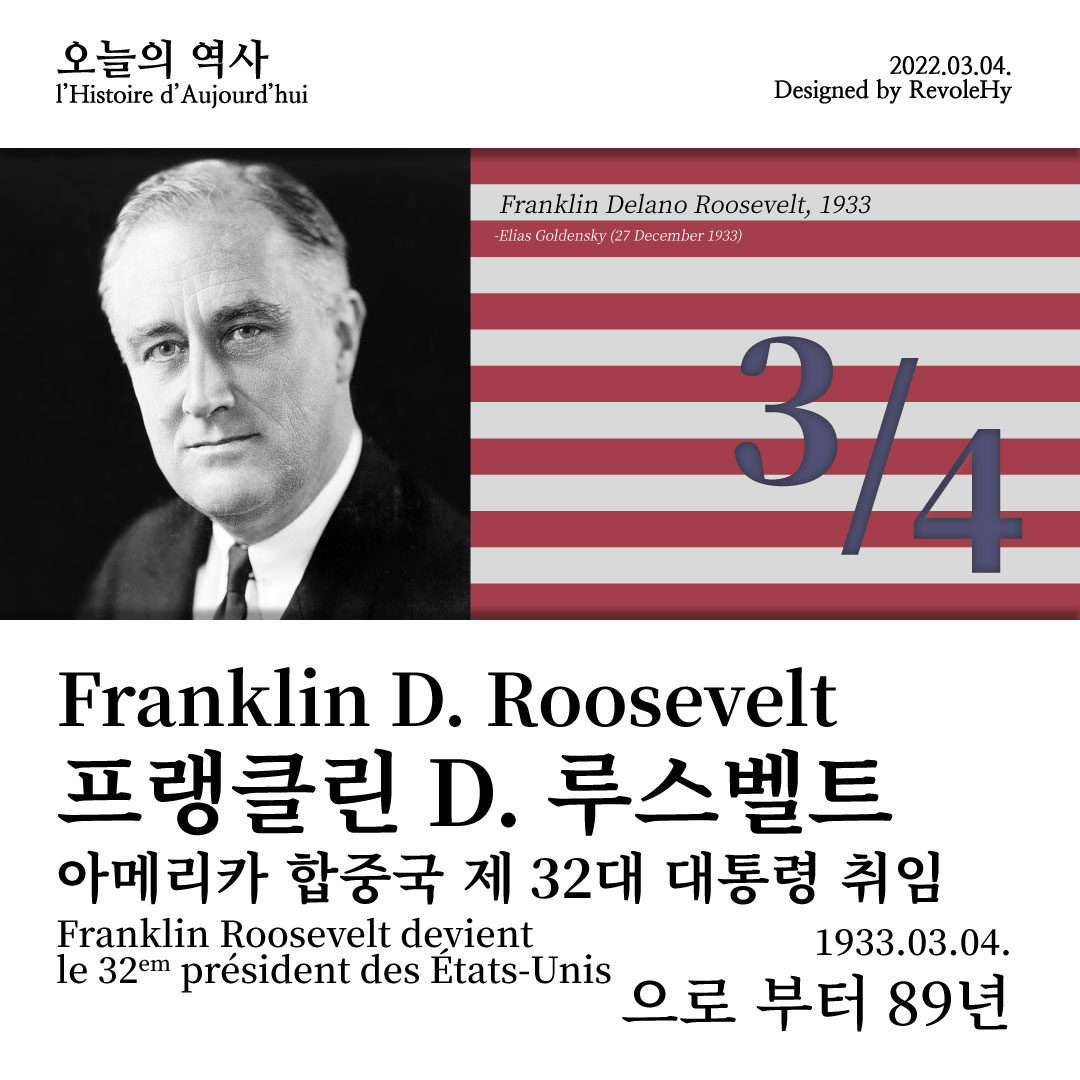 오늘의 역사
l’Histoire d’Aujourd’hui
2022.03.04.
Designed by RevoleHy
Franklin Delano Roosevelt, 1933
-Elias Goldensky (27 December 1933)
3/4
Franklin D. Roosevelt
프랭클린 D. 루스벨트
아메리카 합중국 제 32대 대통령 취임
Franklin Roosevelt devient
le 32em président des États-Unis
1933.03.04.
으로 부터 89년